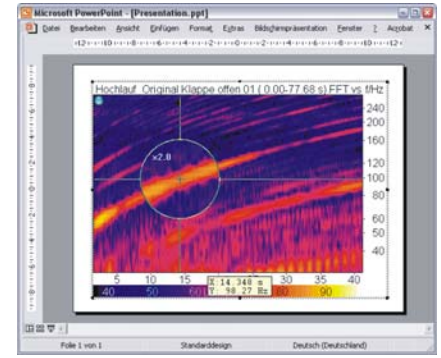 Microsoft PowerPoint - [Presentation.ppt]
Datei Bearbeiten Ansicht Einfügen Format Extras Bildschirmpräsentation Fenster ? Acrobat
Hochlauf Original Klappe offen 01 ( 0.00-77.68 s) FFT vs f/Hz
240
200
160
x2.0
120
100
80
60
50
40
5 10 15 30 35 40
X 14.348 s
Y 98.27 Hz
40 50 60 80 90
Folie 1 von 1 Standarddesign Deutsch (Deutschland)